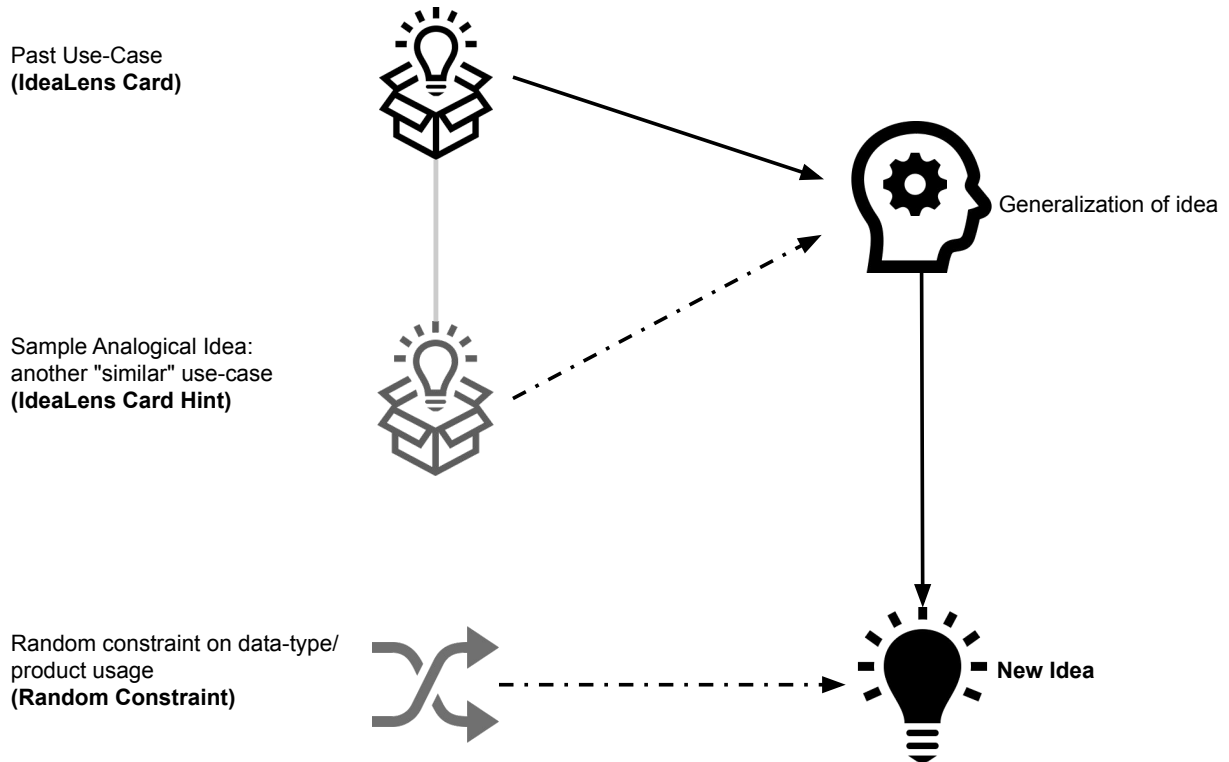 Past Use-Case
(IdeaLens Card)
Generalization of idea
Sample Analogical Idea:
another "similar" use-case
(IdeaLens Card Hint)
Random constraint on data-type/
product usage
(Random Constraint)
New Idea